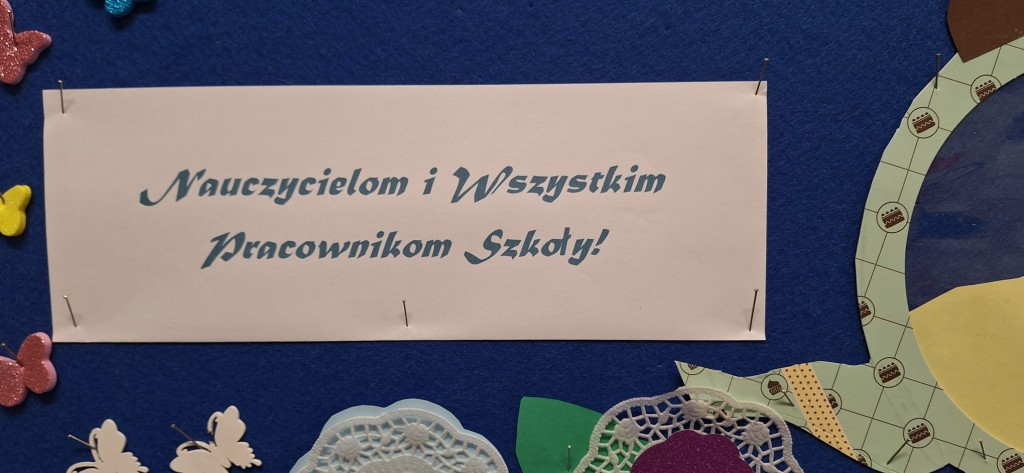 Nauczycielom i Wszystkim
Pracownikom Szkoły!